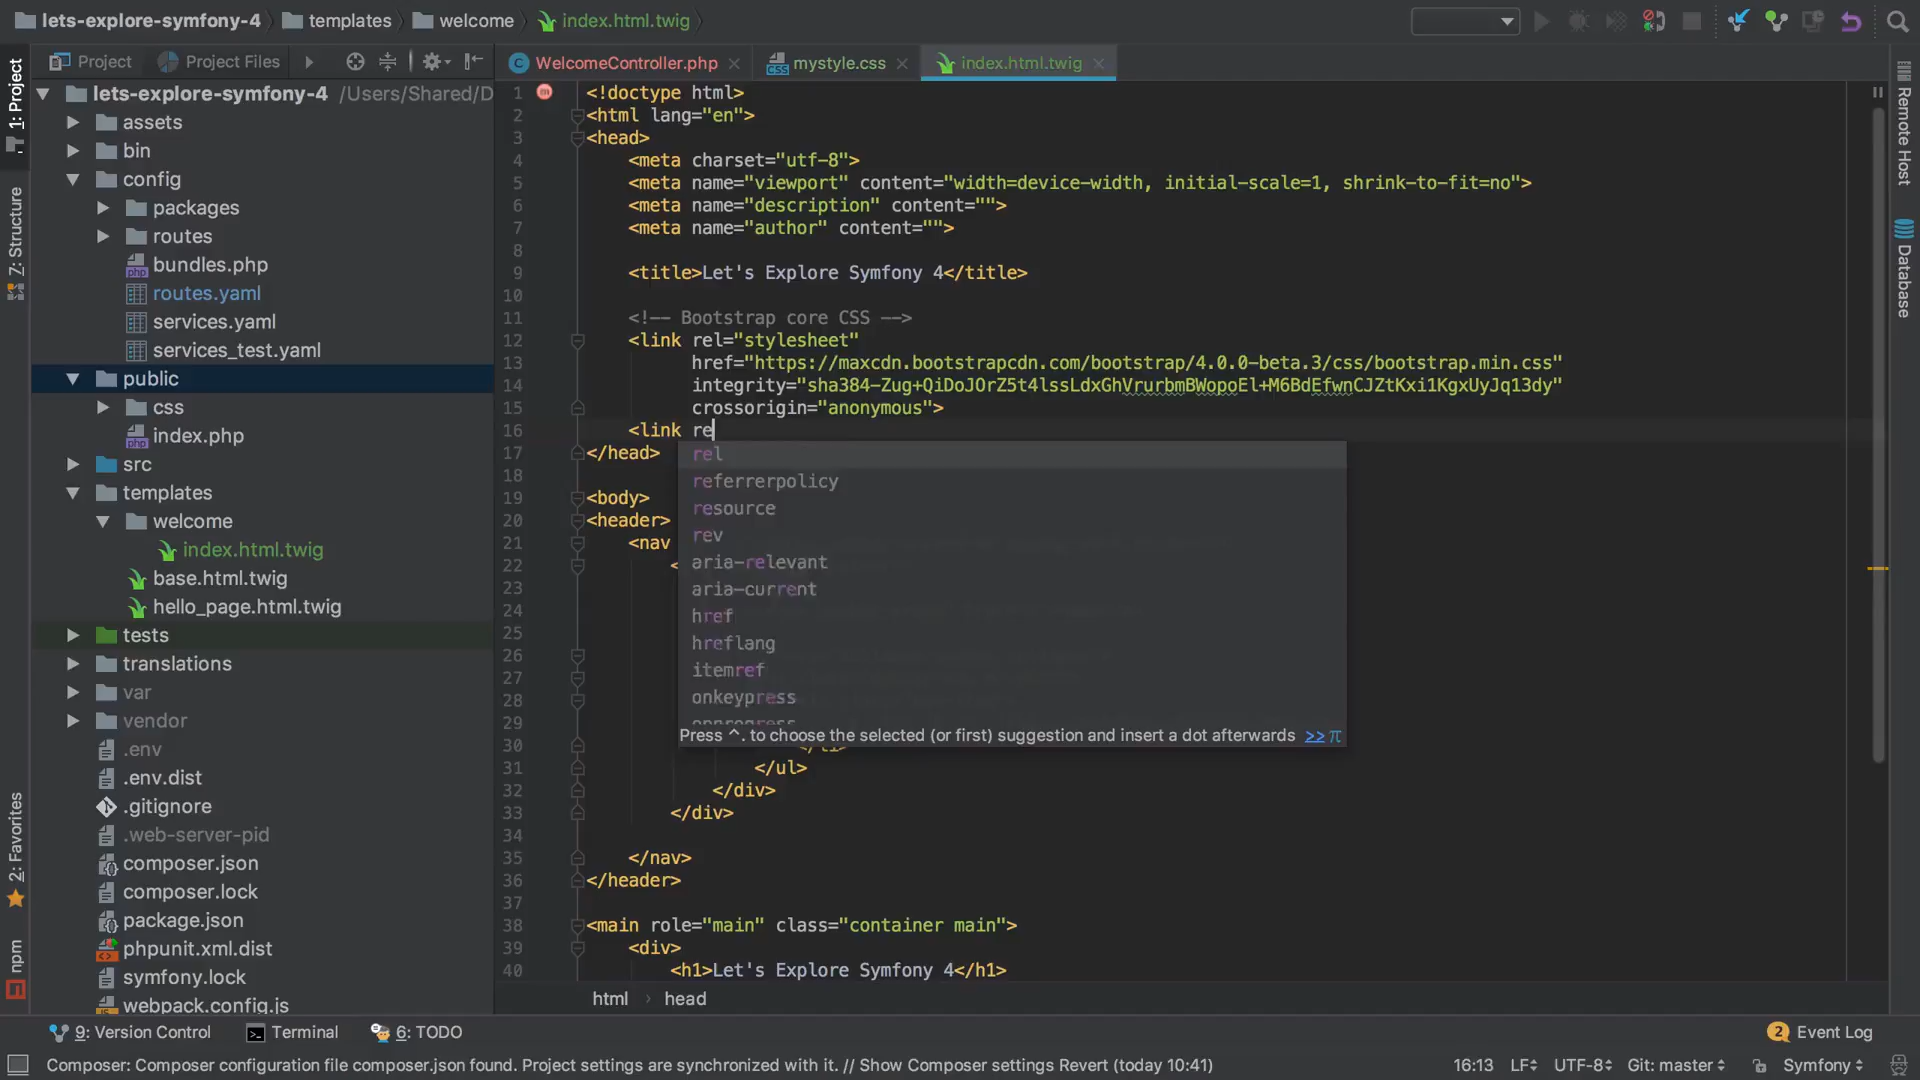 lets-explore-symfony-4 templates welcome index.html.twig
1: Project
7: Structure
2: Favorites
npm
Project Project Files
lets-explore-symfony-4 /Users/Shared/D
assets
bin
config
packages
routes
bundles.php
routes.yaml
services.yaml
services_test.yaml
public
css
index.php
src
templates
welcome
index.html.twig
base.html.twig
hello_page.html.twig
tests
translations
var
vendor
.env
.env.dist
.gitignore
.web-server-pid
composer.json
composer.lock
package.json
phpunit.xml.dist
symfony.lock
webpack.config.js
WelcomeController.php mystyle.css index.html.twig
1 <!doctype html>
2 <html lang="en">
3 <head>
4 <meta charset="utf-8">
5 <meta name="viewport" content="width=device-width, initial-scale=1, shrink-to-fit=no">
6 <meta name="description" content="">
7 <meta name="author" content="">
8
9 <title>Let's Explore Symfony 4</title>
10
11 <!-- Bootstrap core CSS -->
12 <link rel="stylesheet"
13 href="https://maxcdn.bootstrapcdn.com/bootstrap/4.0.0-beta.3/css/bootstrap.min.css"
14 integrity="sha384-Zug+QiDoJOrZ5t4lssLdxGhVrurbmBWopoEl+M6BdEfwnCJZtKxi1KgxUyJq13dy"
15 crossorigin="anonymous">
16 <link re
17 </head>
18
19 <body>
20 <header>
21 <nav
22 <
23
24
25
26
27
28
29
30
31 </ul>
32 </div>
33 </div>
34
35 </nav>
36 </header>
37
38 <main role="main" class="container main">
39 <div>
40 <h1>Let's Explore Symfony 4</h1>
rel
referrerpolicy
resource
rev
aria-relevant
aria-current
href
hreflang
itemref
onkeypress
Press ^. to choose the selected (or first) suggestion and insert a dot afterwards >> π
html › head
Remote Host
Database
9: Version Control Terminal 6: TODO 2 Event Log
Composer: Composer configuration file composer.json found. Project settings are synchronized with it. // Show Composer settings Revert (today 10:41) 16:13 LF UTF-8 Git: master Symfony